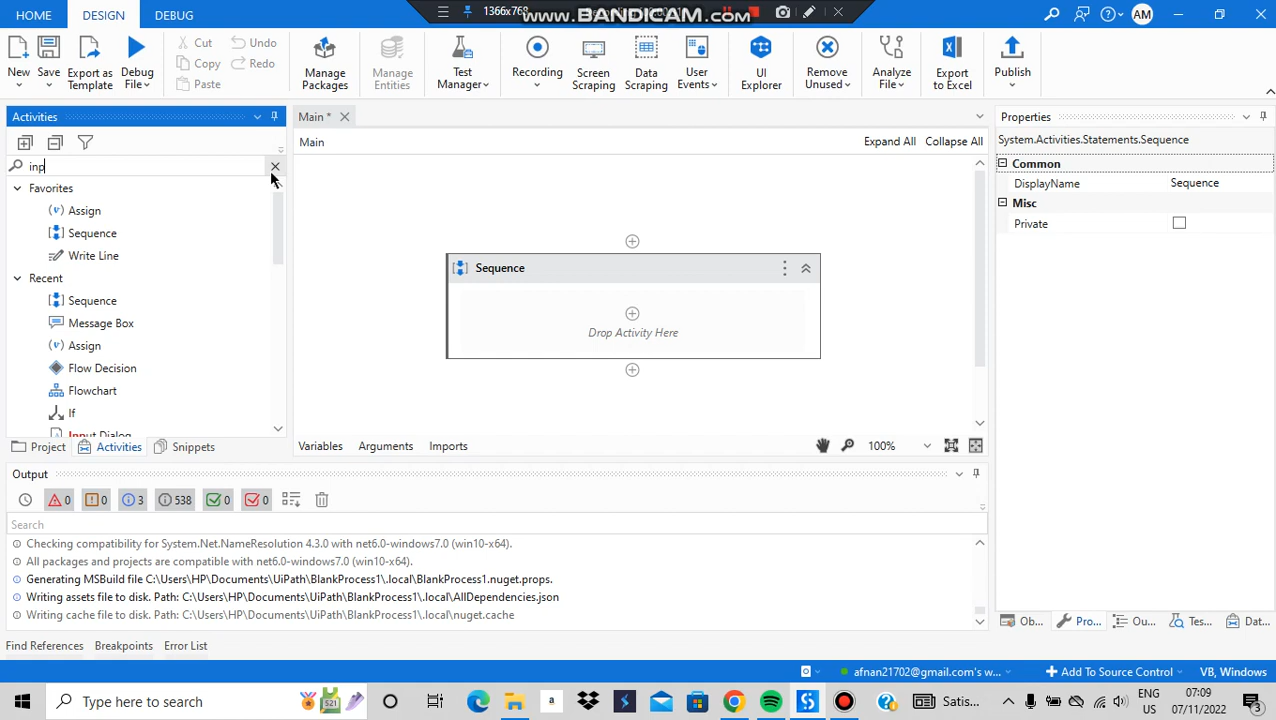 HOME DESIGN DEBUG
1366x768
www.BANDICAM.com
AM
New Save Export as Template Debug File Cut Copy Paste Undo Redo Manage Packages Manage Entities Test Manager Recording Screen Scraping Data Scraping User Events UI Explorer Remove Unused Analyze File Export to Excel Publish
Activities
inp
Favorites
Assign
Sequence
Write Line
Recent
Sequence
Message Box
Assign
Flow Decision
Flowchart
If
Input Dialog
Project Activities Snippets
Main *
Main Expand All Collapse All
Sequence
Drop Activity Here
Variables Arguments Imports 100%
Properties
System.Activities.Statements.Sequence
Common
DisplayName Sequence
Misc
Private
Output
0 0 3 538 0 0
Search
Checking compatibility for System.Net.NameResolution 4.3.0 with net6.0-windows7.0 (win10-x64).
All packages and projects are compatible with net6.0-windows7.0 (win10-x64).
Generating MSBuild file C:\Users\HP\Documents\UiPath\BlankProcess1\.local\BlankProcess1.nuget.props.
Writing assets file to disk. Path: C:\Users\HP\Documents\UiPath\BlankProcess1\.local\AllDependencies.json
Writing cache file to disk. Path: C:\Users\HP\Documents\UiPath\BlankProcess1\.local\nuget.cache
Ob... Pro... Ou... Tes... Dat...
Find References Breakpoints Error List
afnan21702@gmail.com's w... Add To Source Control VB, Windows
Type here to search
Satis...
ENG
GB
07:09
07/11/2022
3